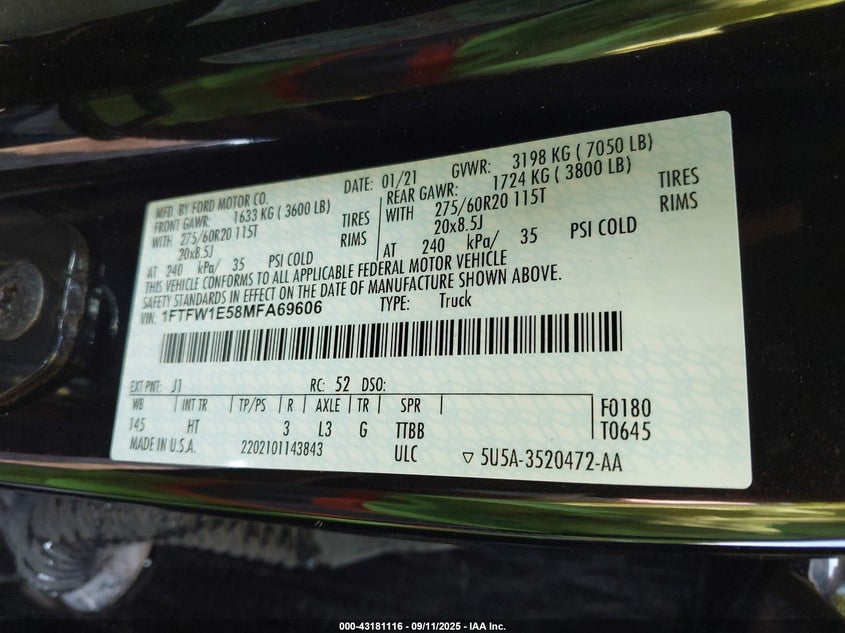 MFD. BY FORD MOTOR CO. DATE: 01/21 GVWR: 3198 KG ( 7050 LB)
FRONT GAWR: 1633 KG ( 3600 LB) REAR GAWR: 1724 KG ( 3800 LB)
WITH 275/60R20 115T TIRES WITH 275/60R20 115T TIRES
20x8.5J RIMS 20x8.5J RIMS
AT 240 kPa/ 35 PSI COLD AT 240 kPa/ 35 PSI COLD
THIS VEHICLE CONFORMS TO ALL APPLICABLE FEDERAL MOTOR VEHICLE
SAFETY STANDARDS IN EFFECT ON THE DATE OF MANUFACTURE SHOWN ABOVE.
VIN: 1FTFW1E58MFA69606 TYPE: Truck
EXT PNT: J1 RC: 52 DSO:
WB INT TR TP/PS R AXLE TR SPR F0180
145 HT 3 L3 G TTBB T0645
MADE IN U.S.A. 2202101143843 ULC ▽ 5U5A-3520472-AA
000-43181116 - 09/11/2025 - IAA Inc.